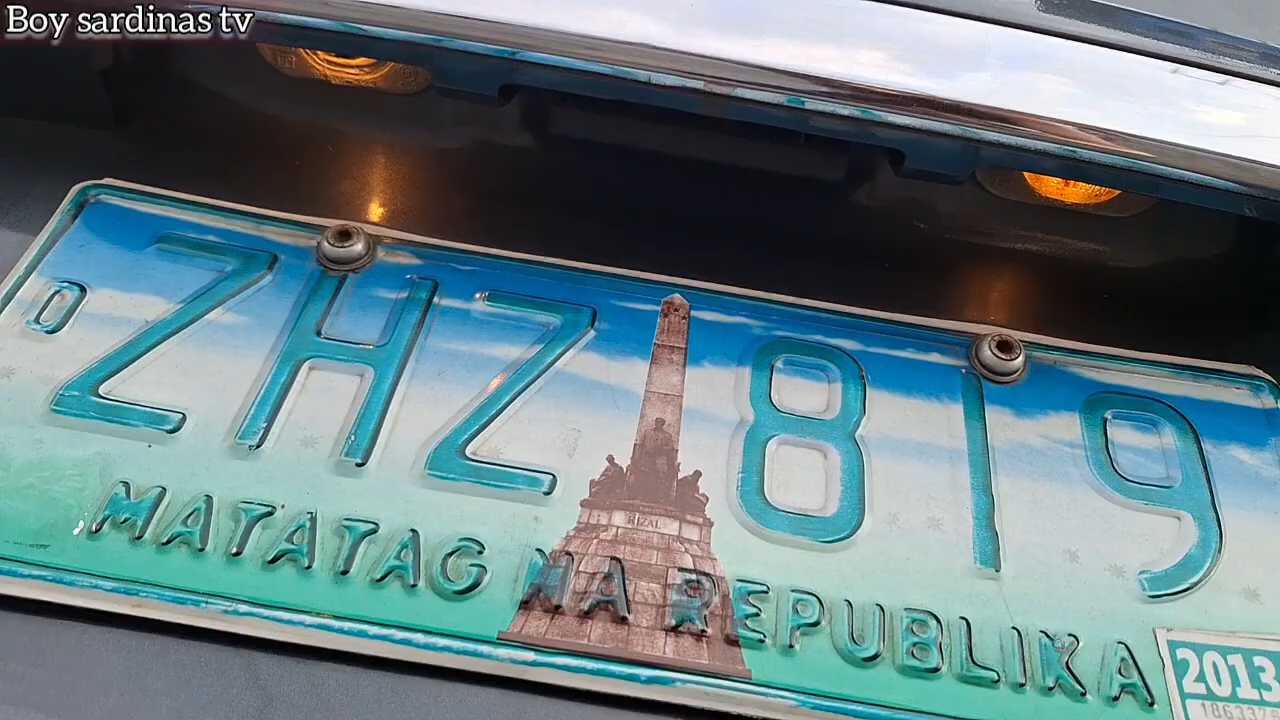 Boy sardinas tv
D
ZHZ 819
RIZAL
MATATAG NA REPUBLIKA
2013